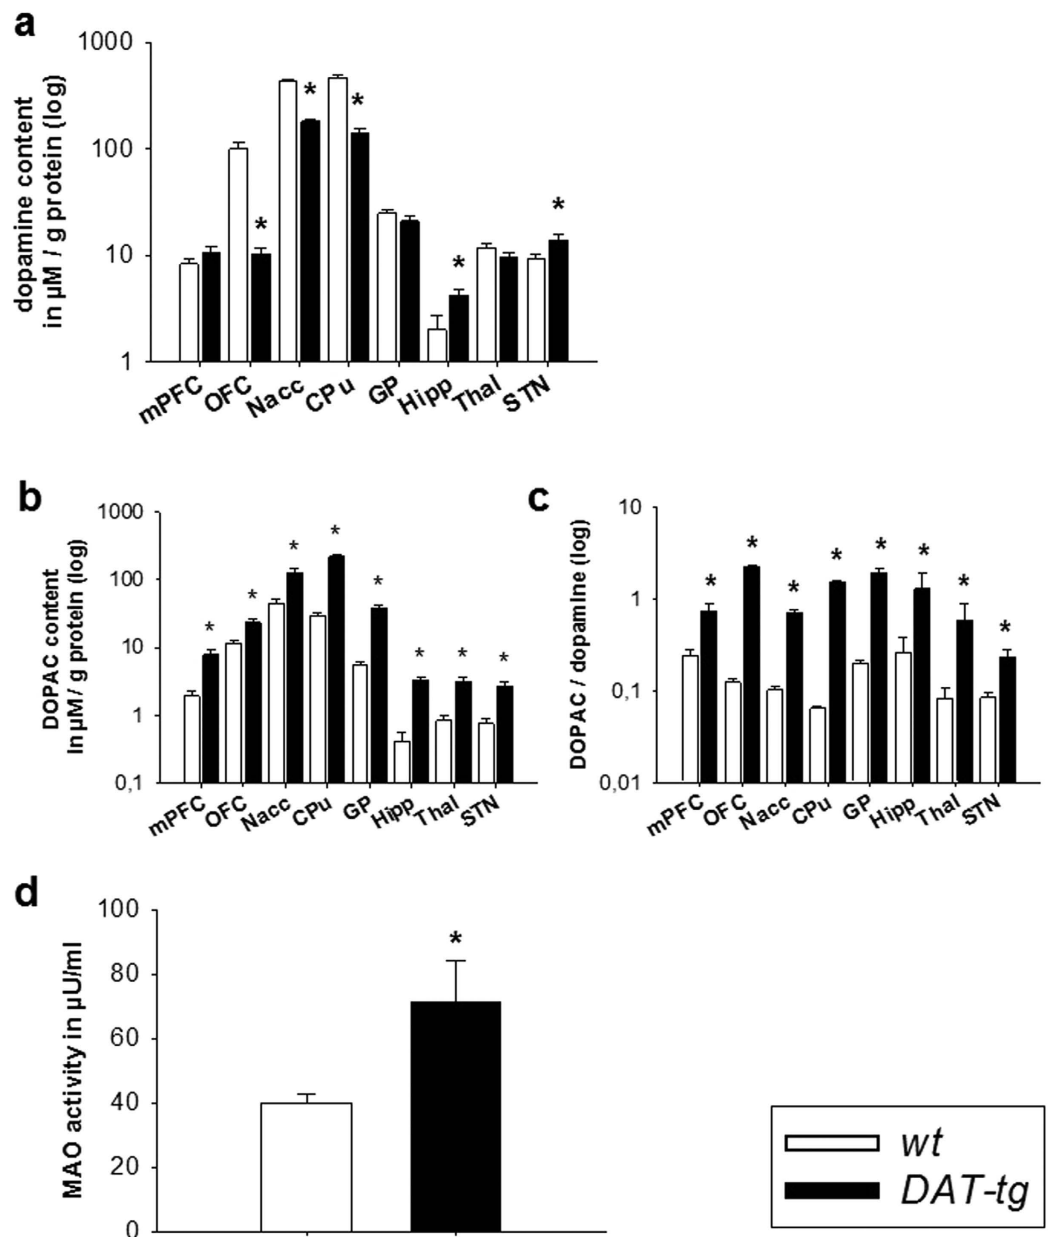 a
dopamine content
in µM / g protein (log)
1000
100
10
1
*
*
*
*
*
mPFC
OFC
Nacc
CPu
GP
Hipp
Thal
STN
b
DOPAC content
in µM / g protein (log)
1000
100
10
1
0,1
*
*
*
*
*
*
*
*
mPFC
OFC
Nacc
CPu
GP
Hipp
Thal
STN
c
DOPAC / dopamine (log)
10
1
0,1
0,01
*
*
*
*
*
*
*
*
mPFC
OFC
Nacc
CPu
GP
Hipp
Thal
STN
d
MAO activity in µU/ml
100
80
60
40
20
0
*
wt
DAT-tg